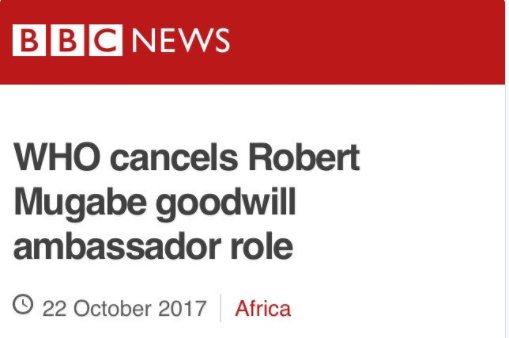 BBC NEWS
WHO cancels Robert
Mugabe goodwill
ambassador role
22 October 2017 Africa